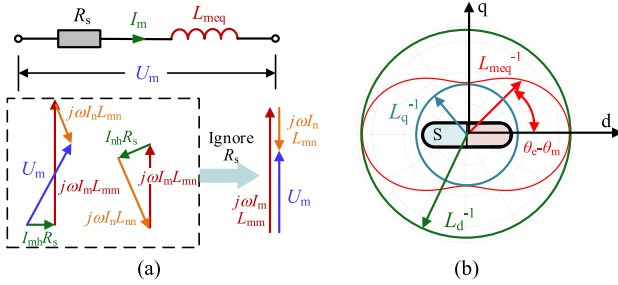 R_s I_m L_meq
U_m
jωI_nL_mn
U_m
jωI_mL_mm
I_mhR_s
I_nhR_s
jωI_mL_mn
jωI_nL_nn
Ignore
R_s
jωI_n
L_mn
U_m
jωI_m
L_mm
(a)
q
L_meq^-1
L_q^-1
d
S
θ_e-θ_m
L_d^-1
(b)